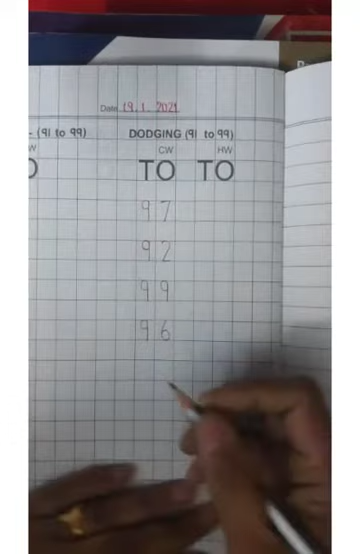 Date 19.1.2021
- (91 to 99) DODGING (91 to 99)
W CW HW
O TO TO
97
92
99
96